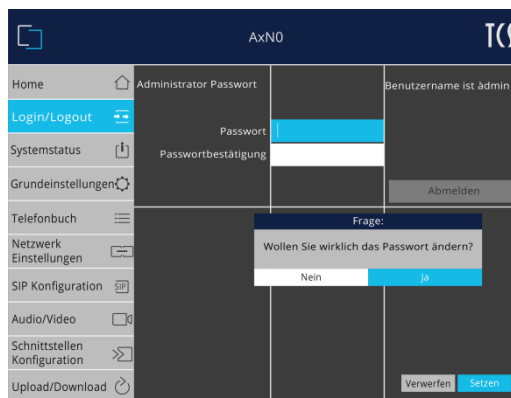 AxN0
Home
Login/Logout
Systemstatus
Grundeinstellungen
Telefonbuch
Netzwerk
Einstellungen
SIP Konfiguration
SIP
Audio/Video
Schnittstellen
Konfiguration
Upload/Download
Administrator Passwort
Benutzername ist àdmin
Passwort
Passwortbestätigung
Abmelden
Frage:
Wollen Sie wirklich das Passwort ändern?
Nein
Ja
Verwerfen
Setzen